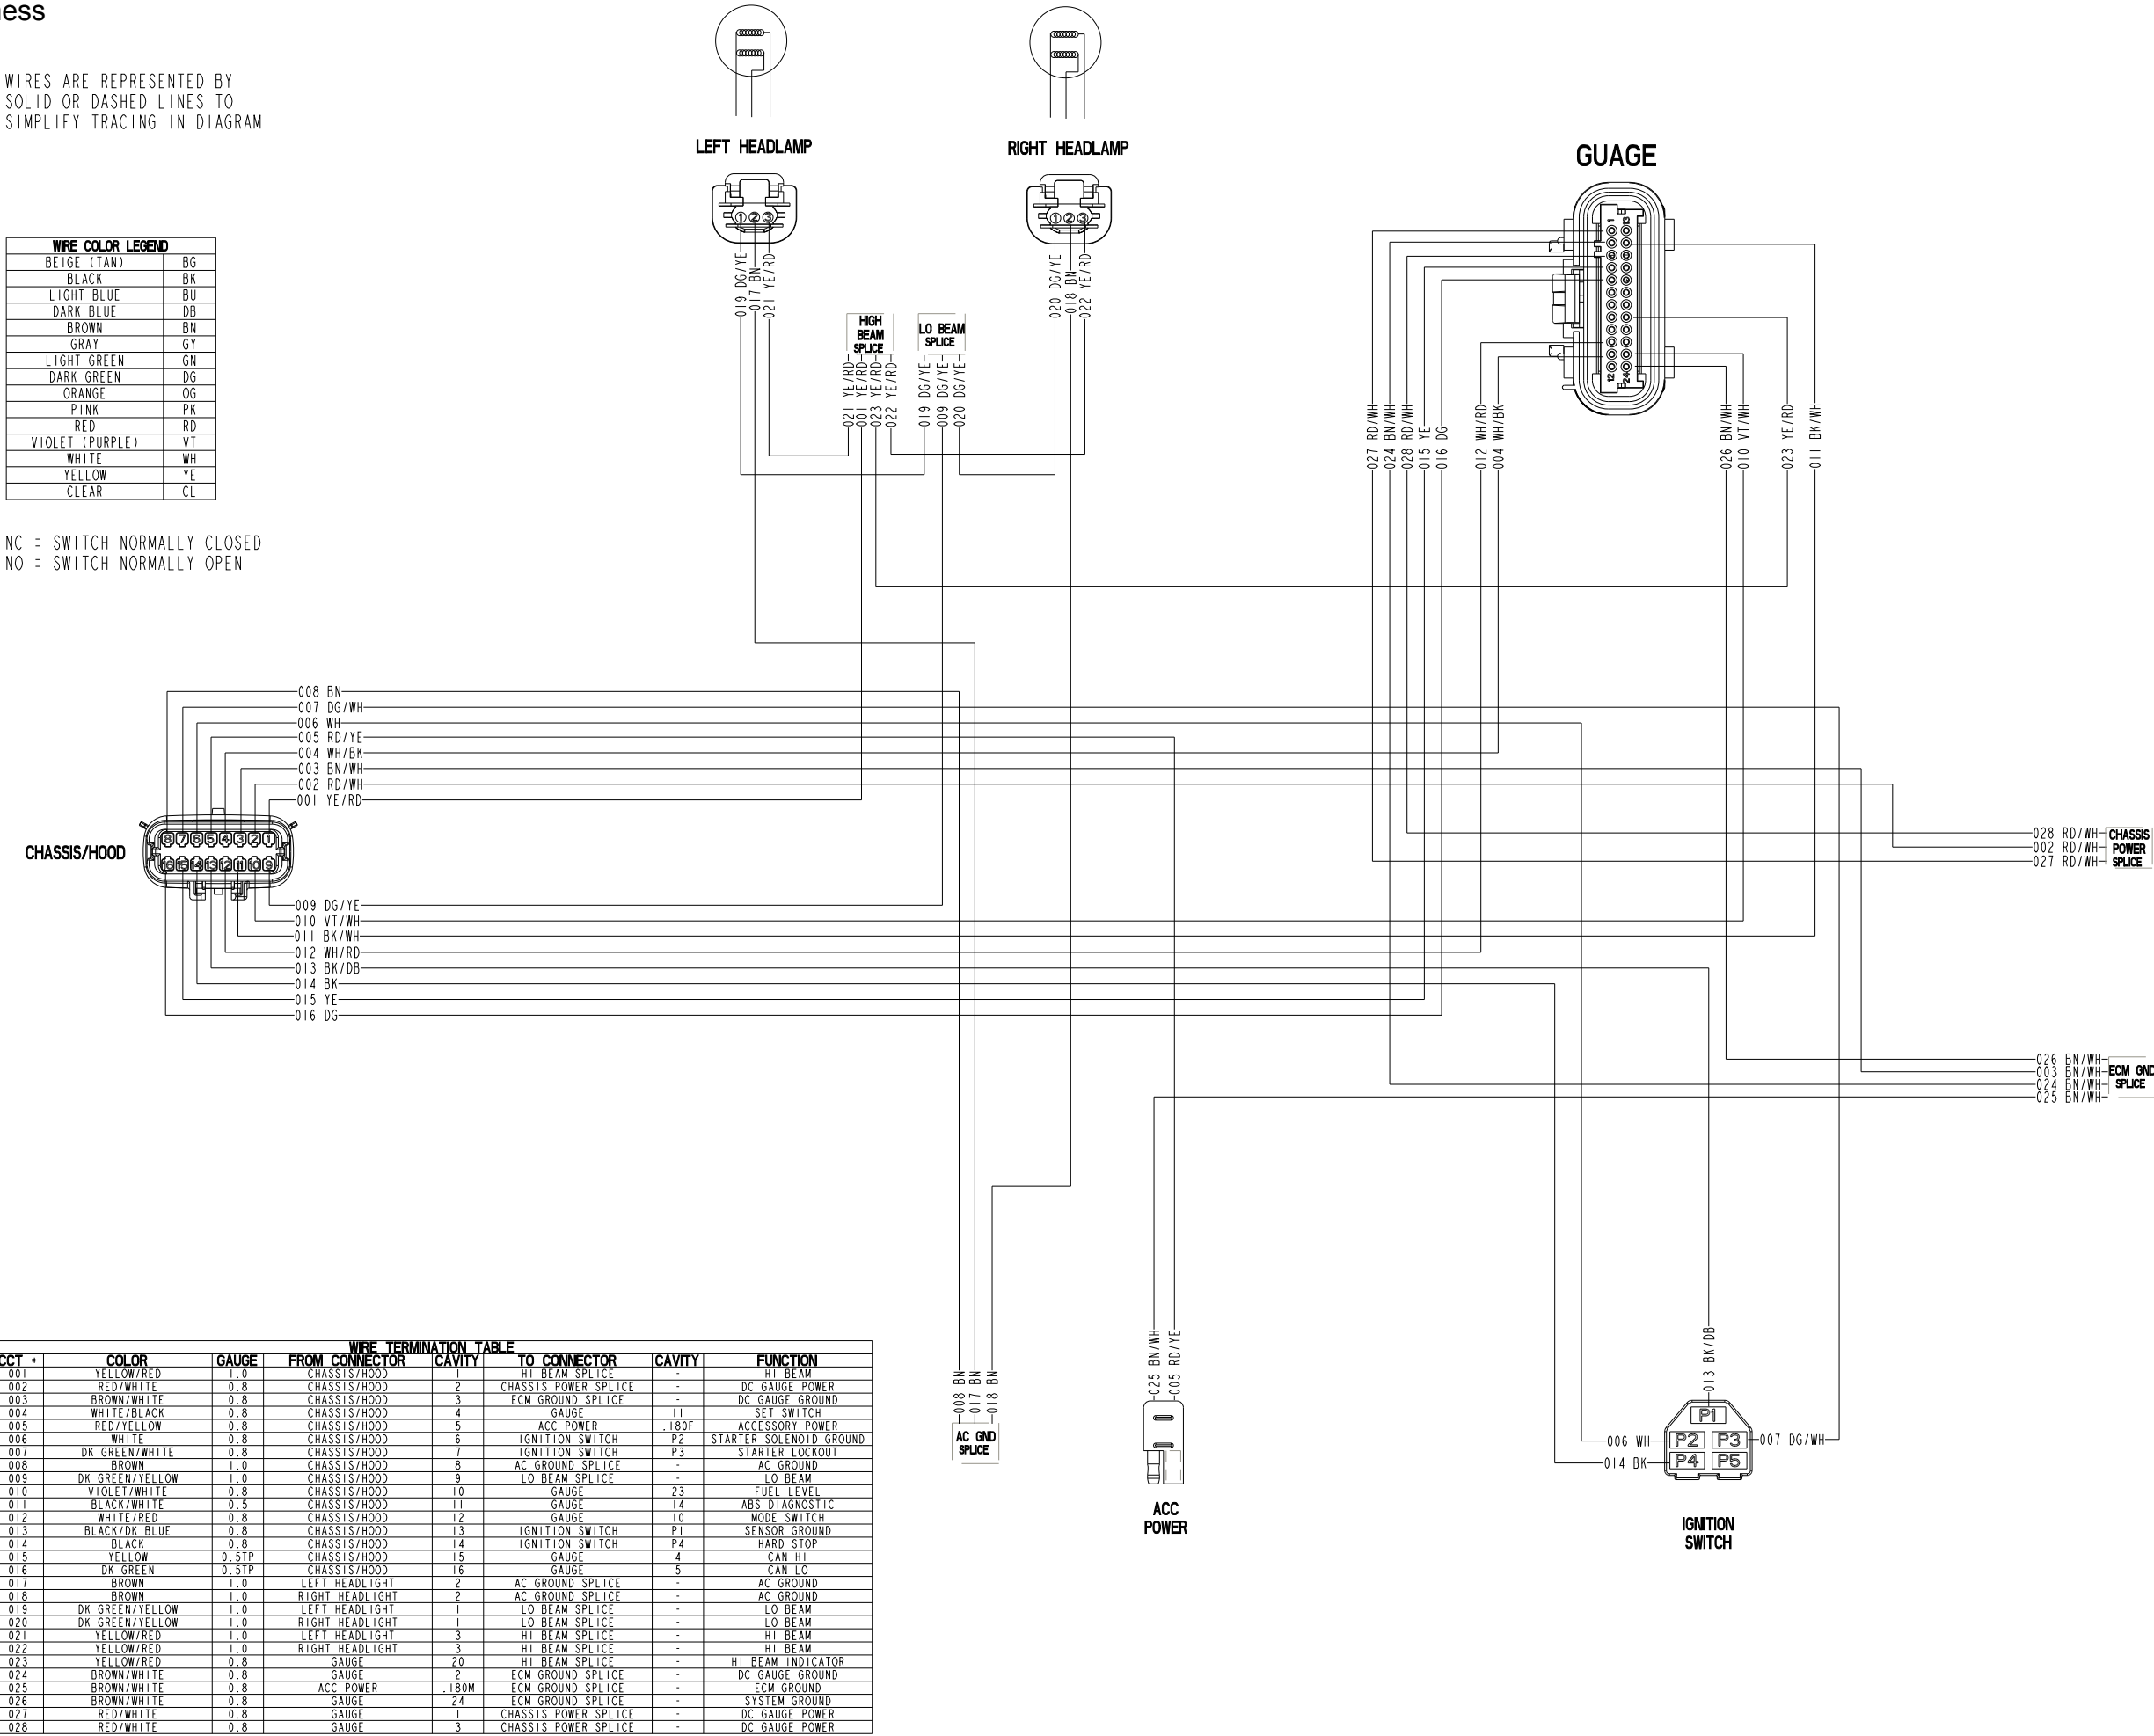 ness
WIRES ARE REPRESENTED BY
SOLID OR DASHED LINES TO
SIMPLIFY TRACING IN DIAGRAM
LEFT HEADLAMP
RIGHT HEADLAMP
GUAGE
1 2 3
1 2 3
1 13
12 24
WIRE COLOR LEGEND
BEIGE (TAN) BG
BLACK BK
LIGHT BLUE BU
DARK BLUE DB
BROWN BN
GRAY GY
LIGHT GREEN GN
DARK GREEN DG
ORANGE OG
PINK PK
RED RD
VIOLET (PURPLE) VT
WHITE WH
YELLOW YE
CLEAR CL
NC = SWITCH NORMALLY CLOSED
NO = SWITCH NORMALLY OPEN
019 DG/YE
017 BN
021 YE/RD
020 DG/YE
018 BN
022 YE/RD
HIGH
BEAM
SPLICE
LO BEAM
SPLICE
021 YE/RD
001 YE/RD
023 YE/RD
022 YE/RD
019 DG/YE
009 DG/YE
020 DG/YE
027 RD/WH
024 BN/WH
028 RD/WH
015 YE
016 DG
012 WH/RD
004 WH/BK
026 BN/WH
010 VT/WH
023 YE/RD
011 BK/WH
008 BN
007 DG/WH
006 WH
005 RD/YE
004 WH/BK
003 BN/WH
002 RD/WH
001 YE/RD
CHASSIS/HOOD
8 7 6 5 4 3 2 1
16 15 14 13 12 11 10 9
009 DG/YE
010 VT/WH
011 BK/WH
012 WH/RD
013 BK/DB
014 BK
015 YE
016 DG
028 RD/WH
002 RD/WH
027 RD/WH
CHASSIS
POWER
SPLICE
026 BN/WH
003 BN/WH
024 BN/WH
025 BN/WH
ECM GND
SPLICE
008 BN
017 BN
018 BN
AC GND
SPLICE
025 BN/WH
005 RD/YE
ACC
POWER
013 BK/DB
006 WH
014 BK
007 DG/WH
P1
P2 P3
P4 P5
IGNITION
SWITCH
WIRE TERMINATION TABLE
CCT COLOR GAUGE FROM CONNECTOR CAVITY TO CONNECTOR CAVITY FUNCTION
001 YELLOW/RED 1.0 CHASSIS/HOOD 1 HI BEAM SPLICE - HI BEAM
002 RED/WHITE 0.8 CHASSIS/HOOD 2 CHASSIS POWER SPLICE - DC GAUGE POWER
003 BROWN/WHITE 0.8 CHASSIS/HOOD 3 ECM GROUND SPLICE - DC GAUGE GROUND
004 WHITE/BLACK 0.8 CHASSIS/HOOD 4 GAUGE 11 SET SWITCH
005 RED/YELLOW 0.8 CHASSIS/HOOD 5 ACC POWER .180F ACCESSORY POWER
006 WHITE 0.8 CHASSIS/HOOD 6 IGNITION SWITCH P2 STARTER SOLENOID GROUND
007 DK GREEN/WHITE 0.8 CHASSIS/HOOD 7 IGNITION SWITCH P3 STARTER LOCKOUT
008 BROWN 1.0 CHASSIS/HOOD 8 AC GROUND SPLICE - AC GROUND
009 DK GREEN/YELLOW 1.0 CHASSIS/HOOD 9 LO BEAM SPLICE - LO BEAM
010 VIOLET/WHITE 0.8 CHASSIS/HOOD 10 GAUGE 23 FUEL LEVEL
011 BLACK/WHITE 0.5 CHASSIS/HOOD 11 GAUGE 14 ABS DIAGNOSTIC
012 WHITE/RED 0.8 CHASSIS/HOOD 12 GAUGE 10 MODE SWITCH
013 BLACK/DK BLUE 0.8 CHASSIS/HOOD 13 IGNITION SWITCH P1 SENSOR GROUND
014 BLACK 0.8 CHASSIS/HOOD 14 IGNITION SWITCH P4 HARD STOP
015 YELLOW 0.5TP CHASSIS/HOOD 15 GAUGE 4 CAN HI
016 DK GREEN 0.5TP CHASSIS/HOOD 16 GAUGE 5 CAN LO
017 BROWN 1.0 LEFT HEADLIGHT 2 AC GROUND SPLICE - AC GROUND
018 BROWN 1.0 RIGHT HEADLIGHT 2 AC GROUND SPLICE - AC GROUND
019 DK GREEN/YELLOW 1.0 LEFT HEADLIGHT 1 LO BEAM SPLICE - LO BEAM
020 DK GREEN/YELLOW 1.0 RIGHT HEADLIGHT 1 LO BEAM SPLICE - LO BEAM
021 YELLOW/RED 1.0 LEFT HEADLIGHT 3 HI BEAM SPLICE - HI BEAM
022 YELLOW/RED 1.0 RIGHT HEADLIGHT 3 HI BEAM SPLICE - HI BEAM
023 YELLOW/RED 0.8 GAUGE 20 HI BEAM SPLICE - HI BEAM INDICATOR
024 BROWN/WHITE 0.8 GAUGE 2 ECM GROUND SPLICE - DC GAUGE GROUND
025 BROWN/WHITE 0.8 ACC POWER .180M ECM GROUND SPLICE - ECM GROUND
026 BROWN/WHITE 0.8 GAUGE 24 ECM GROUND SPLICE - SYSTEM GROUND
027 RED/WHITE 0.8 GAUGE 1 CHASSIS POWER SPLICE - DC GAUGE POWER
028 RED/WHITE 0.8 GAUGE 3 CHASSIS POWER SPLICE - DC GAUGE POWER